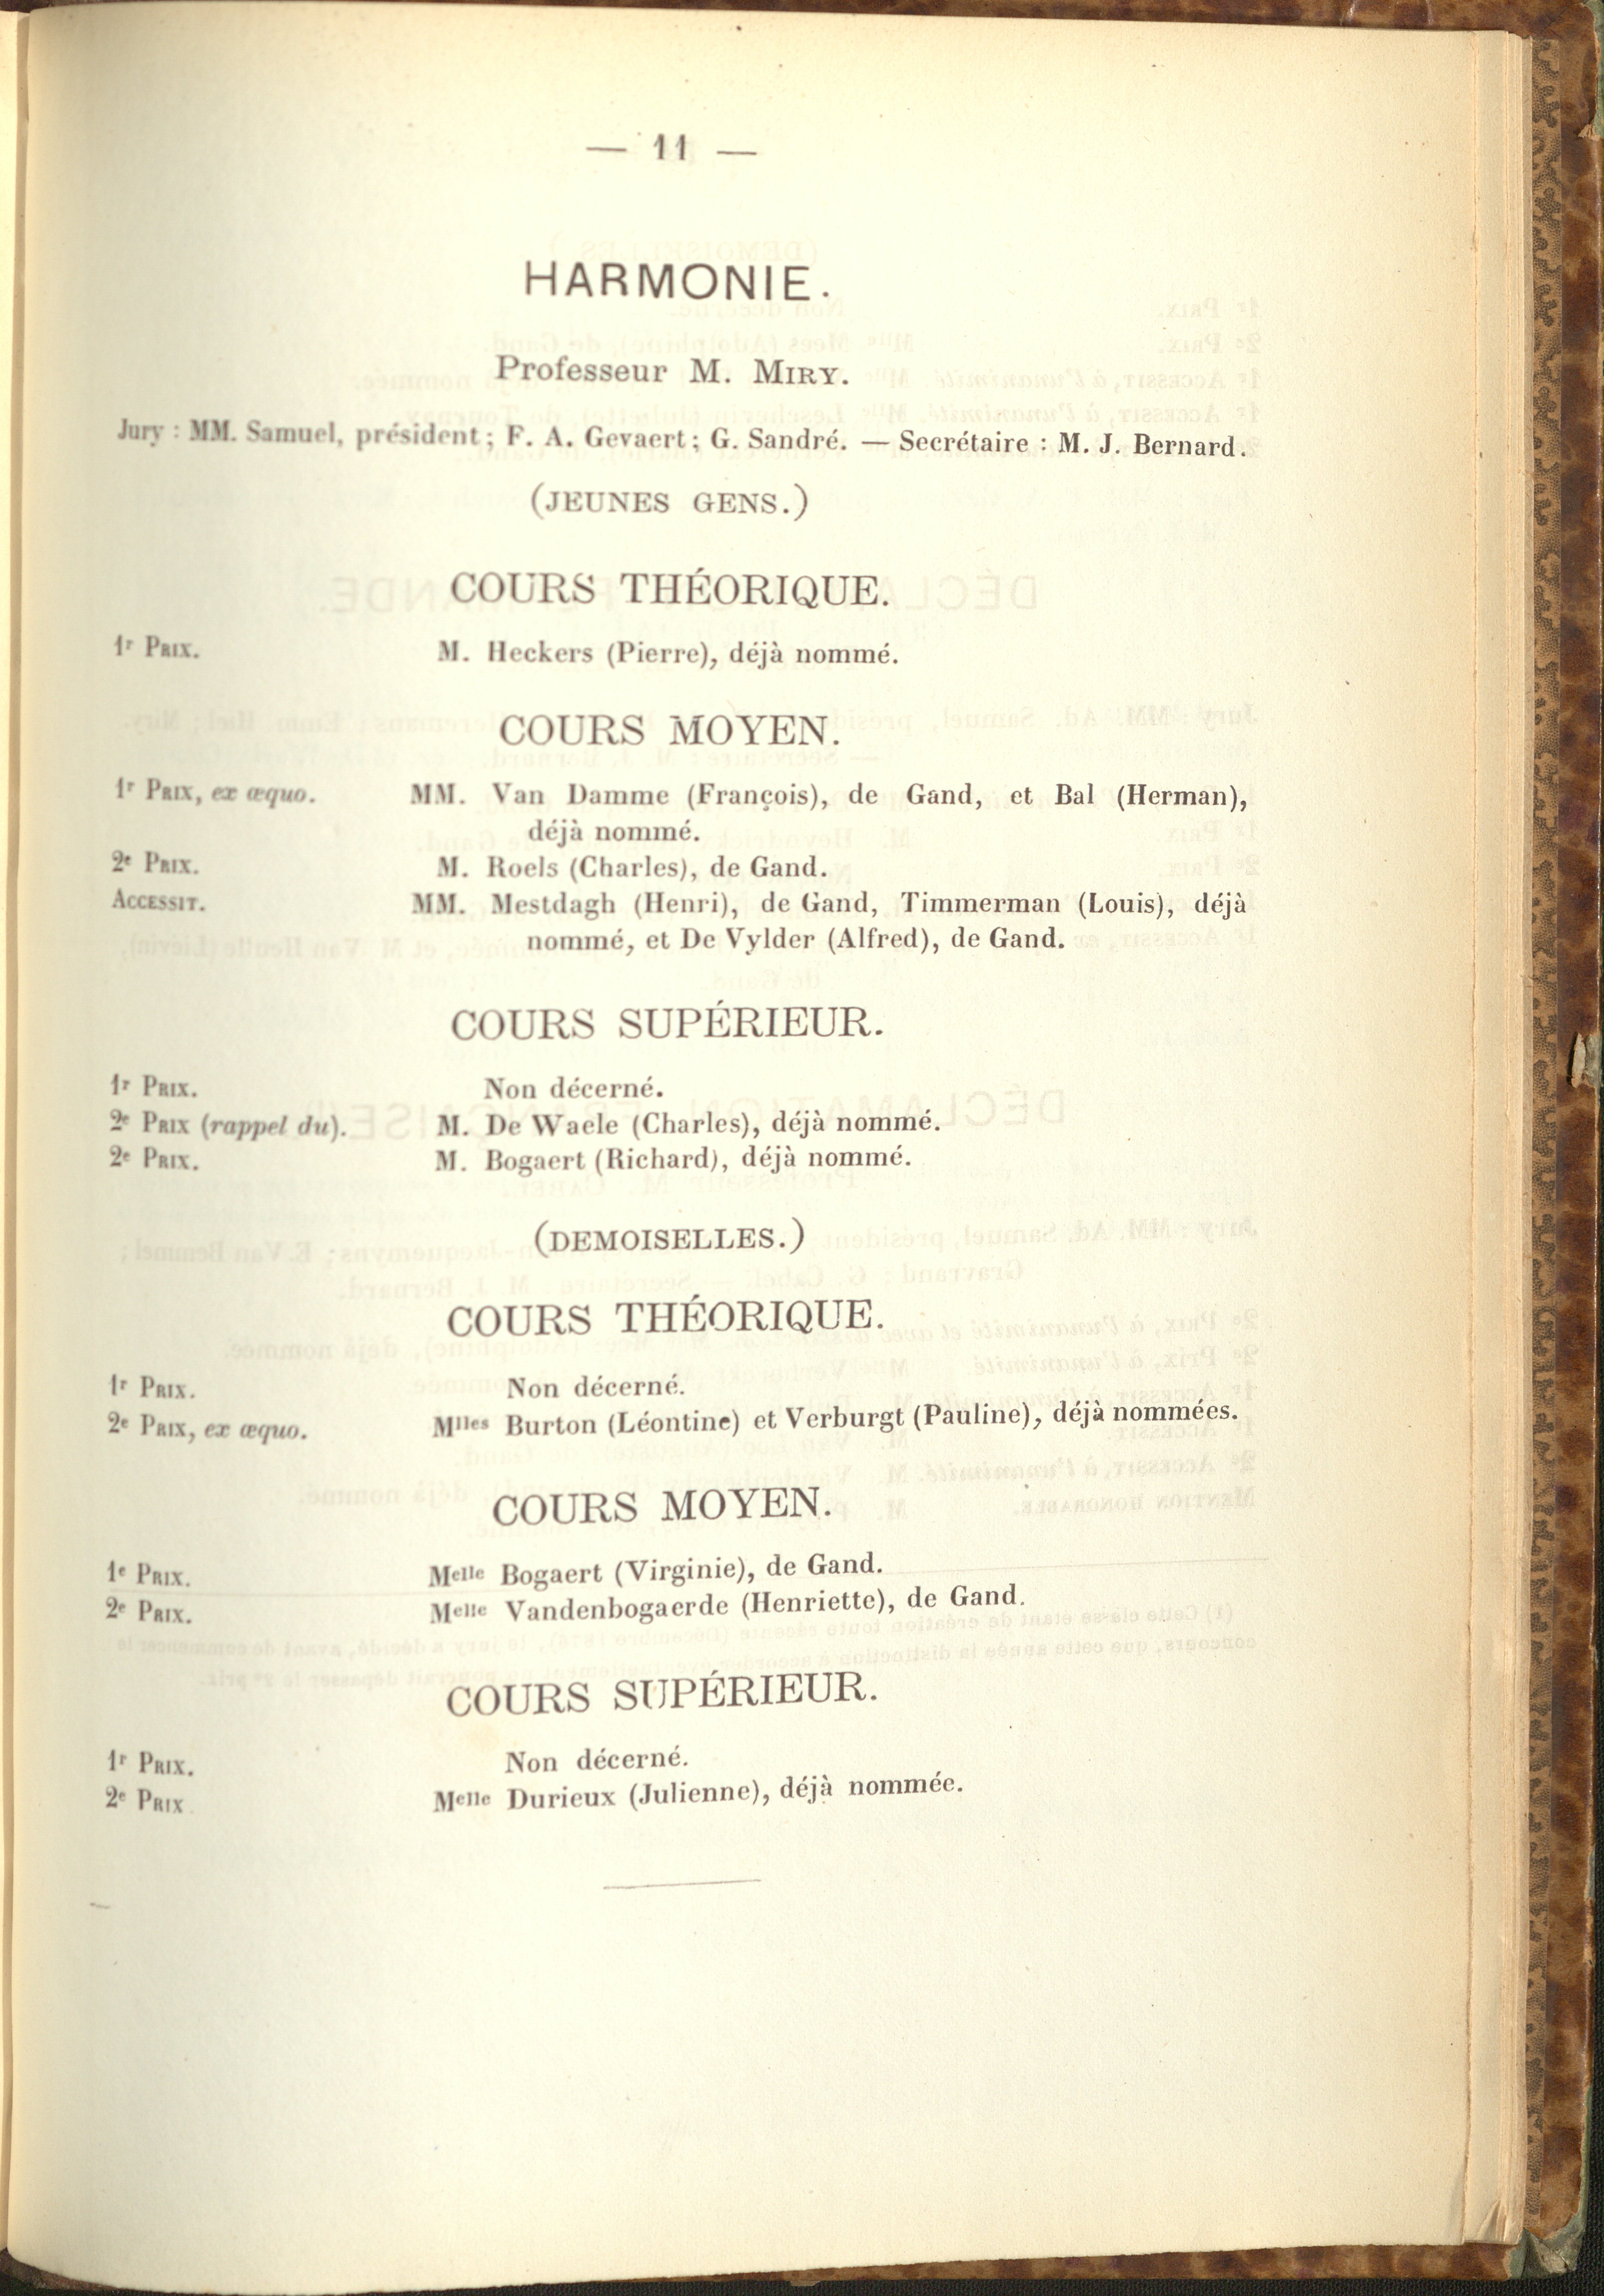 — 11 —
HARMONIE.
Professeur M. MIRY.
Jury : MM. Samuel, président ; F. A. Gevaert ; G. Sandré. — Secrétaire : M. J. Bernard.
(JEUNES GENS.)
COURS THÉORIQUE.
1r PRIX. M. Heckers (Pierre), déjà nommé.
COURS MOYEN.
1r PRIX, ex æquo. MM. Van Damme (François), de Gand, et Bal (Herman),
déjà nommé.
2e PRIX. M. Roels (Charles), de Gand.
ACCESSIT. MM. Mestdagh (Henri), de Gand, Timmerman (Louis), déjà
nommé, et De Vylder (Alfred), de Gand.
COURS SUPÉRIEUR.
1r PRIX. Non décerné.
2e PRIX (rappel du). M. De Waele (Charles), déjà nommé.
2e PRIX. M. Bogaert (Richard), déjà nommé.
(DEMOISELLES.)
COURS THÉORIQUE.
1r PRIX. Non décerné.
2e PRIX, ex æquo. Mlles Burton (Léontine) et Verburgt (Pauline), déjà nommées.
COURS MOYEN.
1e PRIX. Melle Bogaert (Virginie), de Gand.
2e PRIX. Melle Vandenbogaerde (Henriette), de Gand.
COURS SUPÉRIEUR.
1r PRIX. Non décerné.
2e PRIX Melle Durieux (Julienne), déjà nommée.